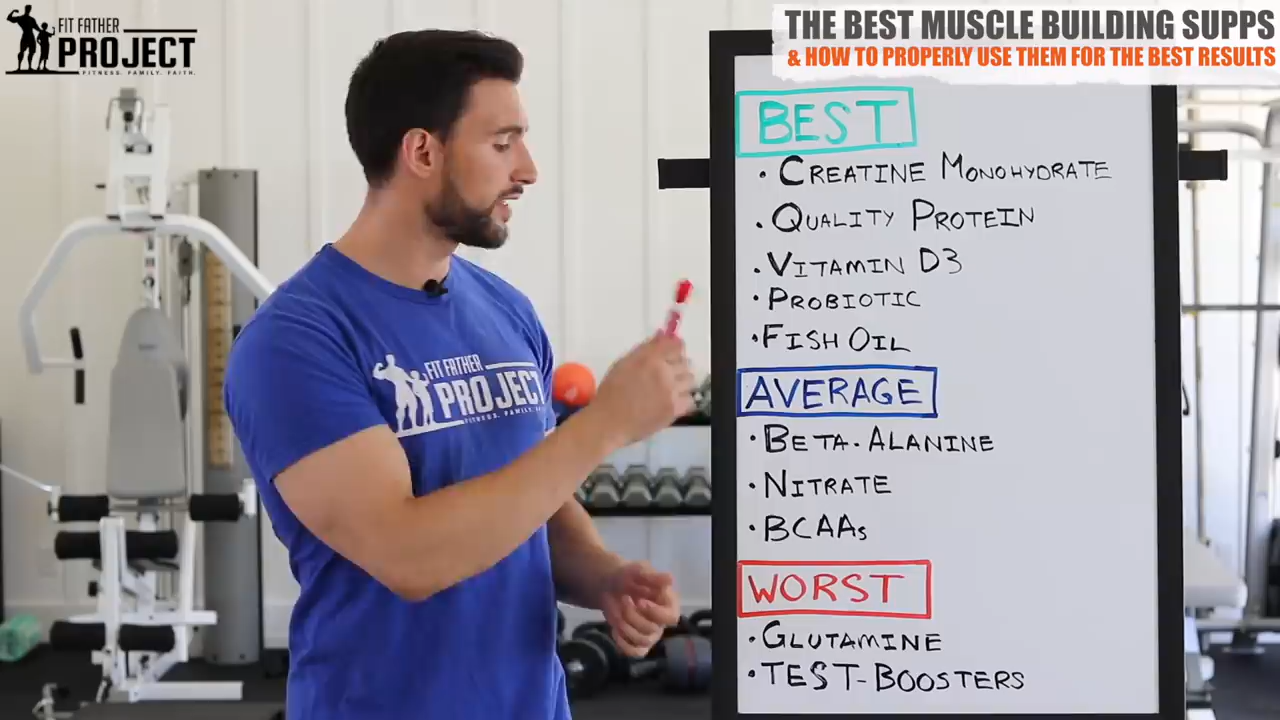 FIT FATHER
PROJECT
FITNESS. FAMILY. FAITH.
THE BEST MUSCLE BUILDING SUPPS
& HOW TO PROPERLY USE THEM FOR THE BEST RESULTS
FIT FATHER
PROJECT
FITNESS. FAMILY.
BEST
• CREATINE MONOHYDRATE
• QUALITY PROTEIN
• VITAMIN D3
• PROBIOTIC
• FISH OIL
AVERAGE
• BETA-ALANINE
• NITRATE
• BCAAs
WORST
• GLUTAMINE
• TEST-BOOSTERS